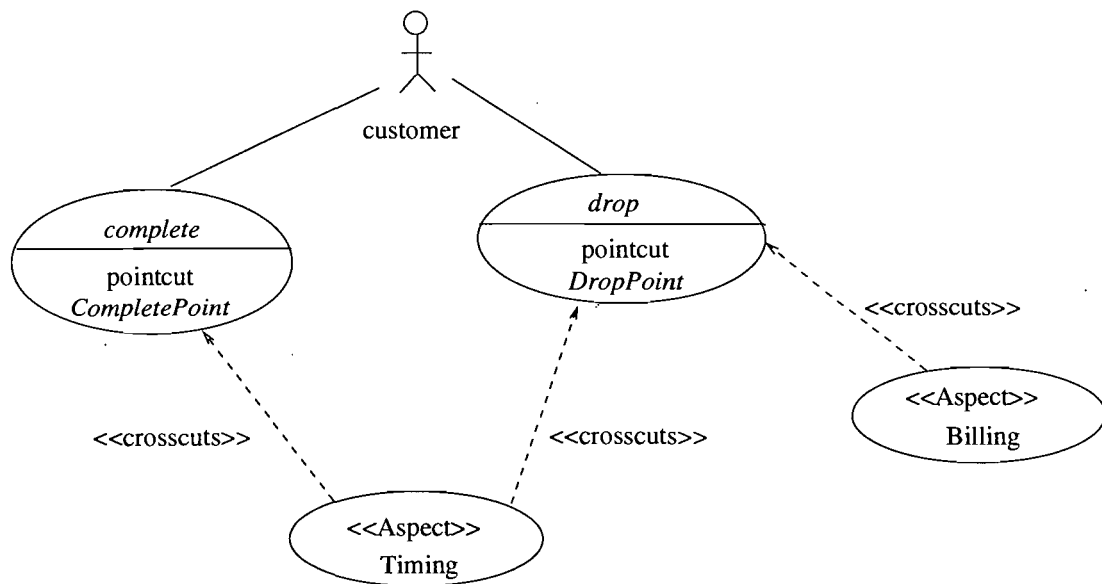 customer
complete
pointcut
CompletePoint
drop
pointcut
DropPoint
<<crosscuts>>
<<Aspect>>
Billing
<<crosscuts>>
<<crosscuts>>
<<Aspect>>
Timing